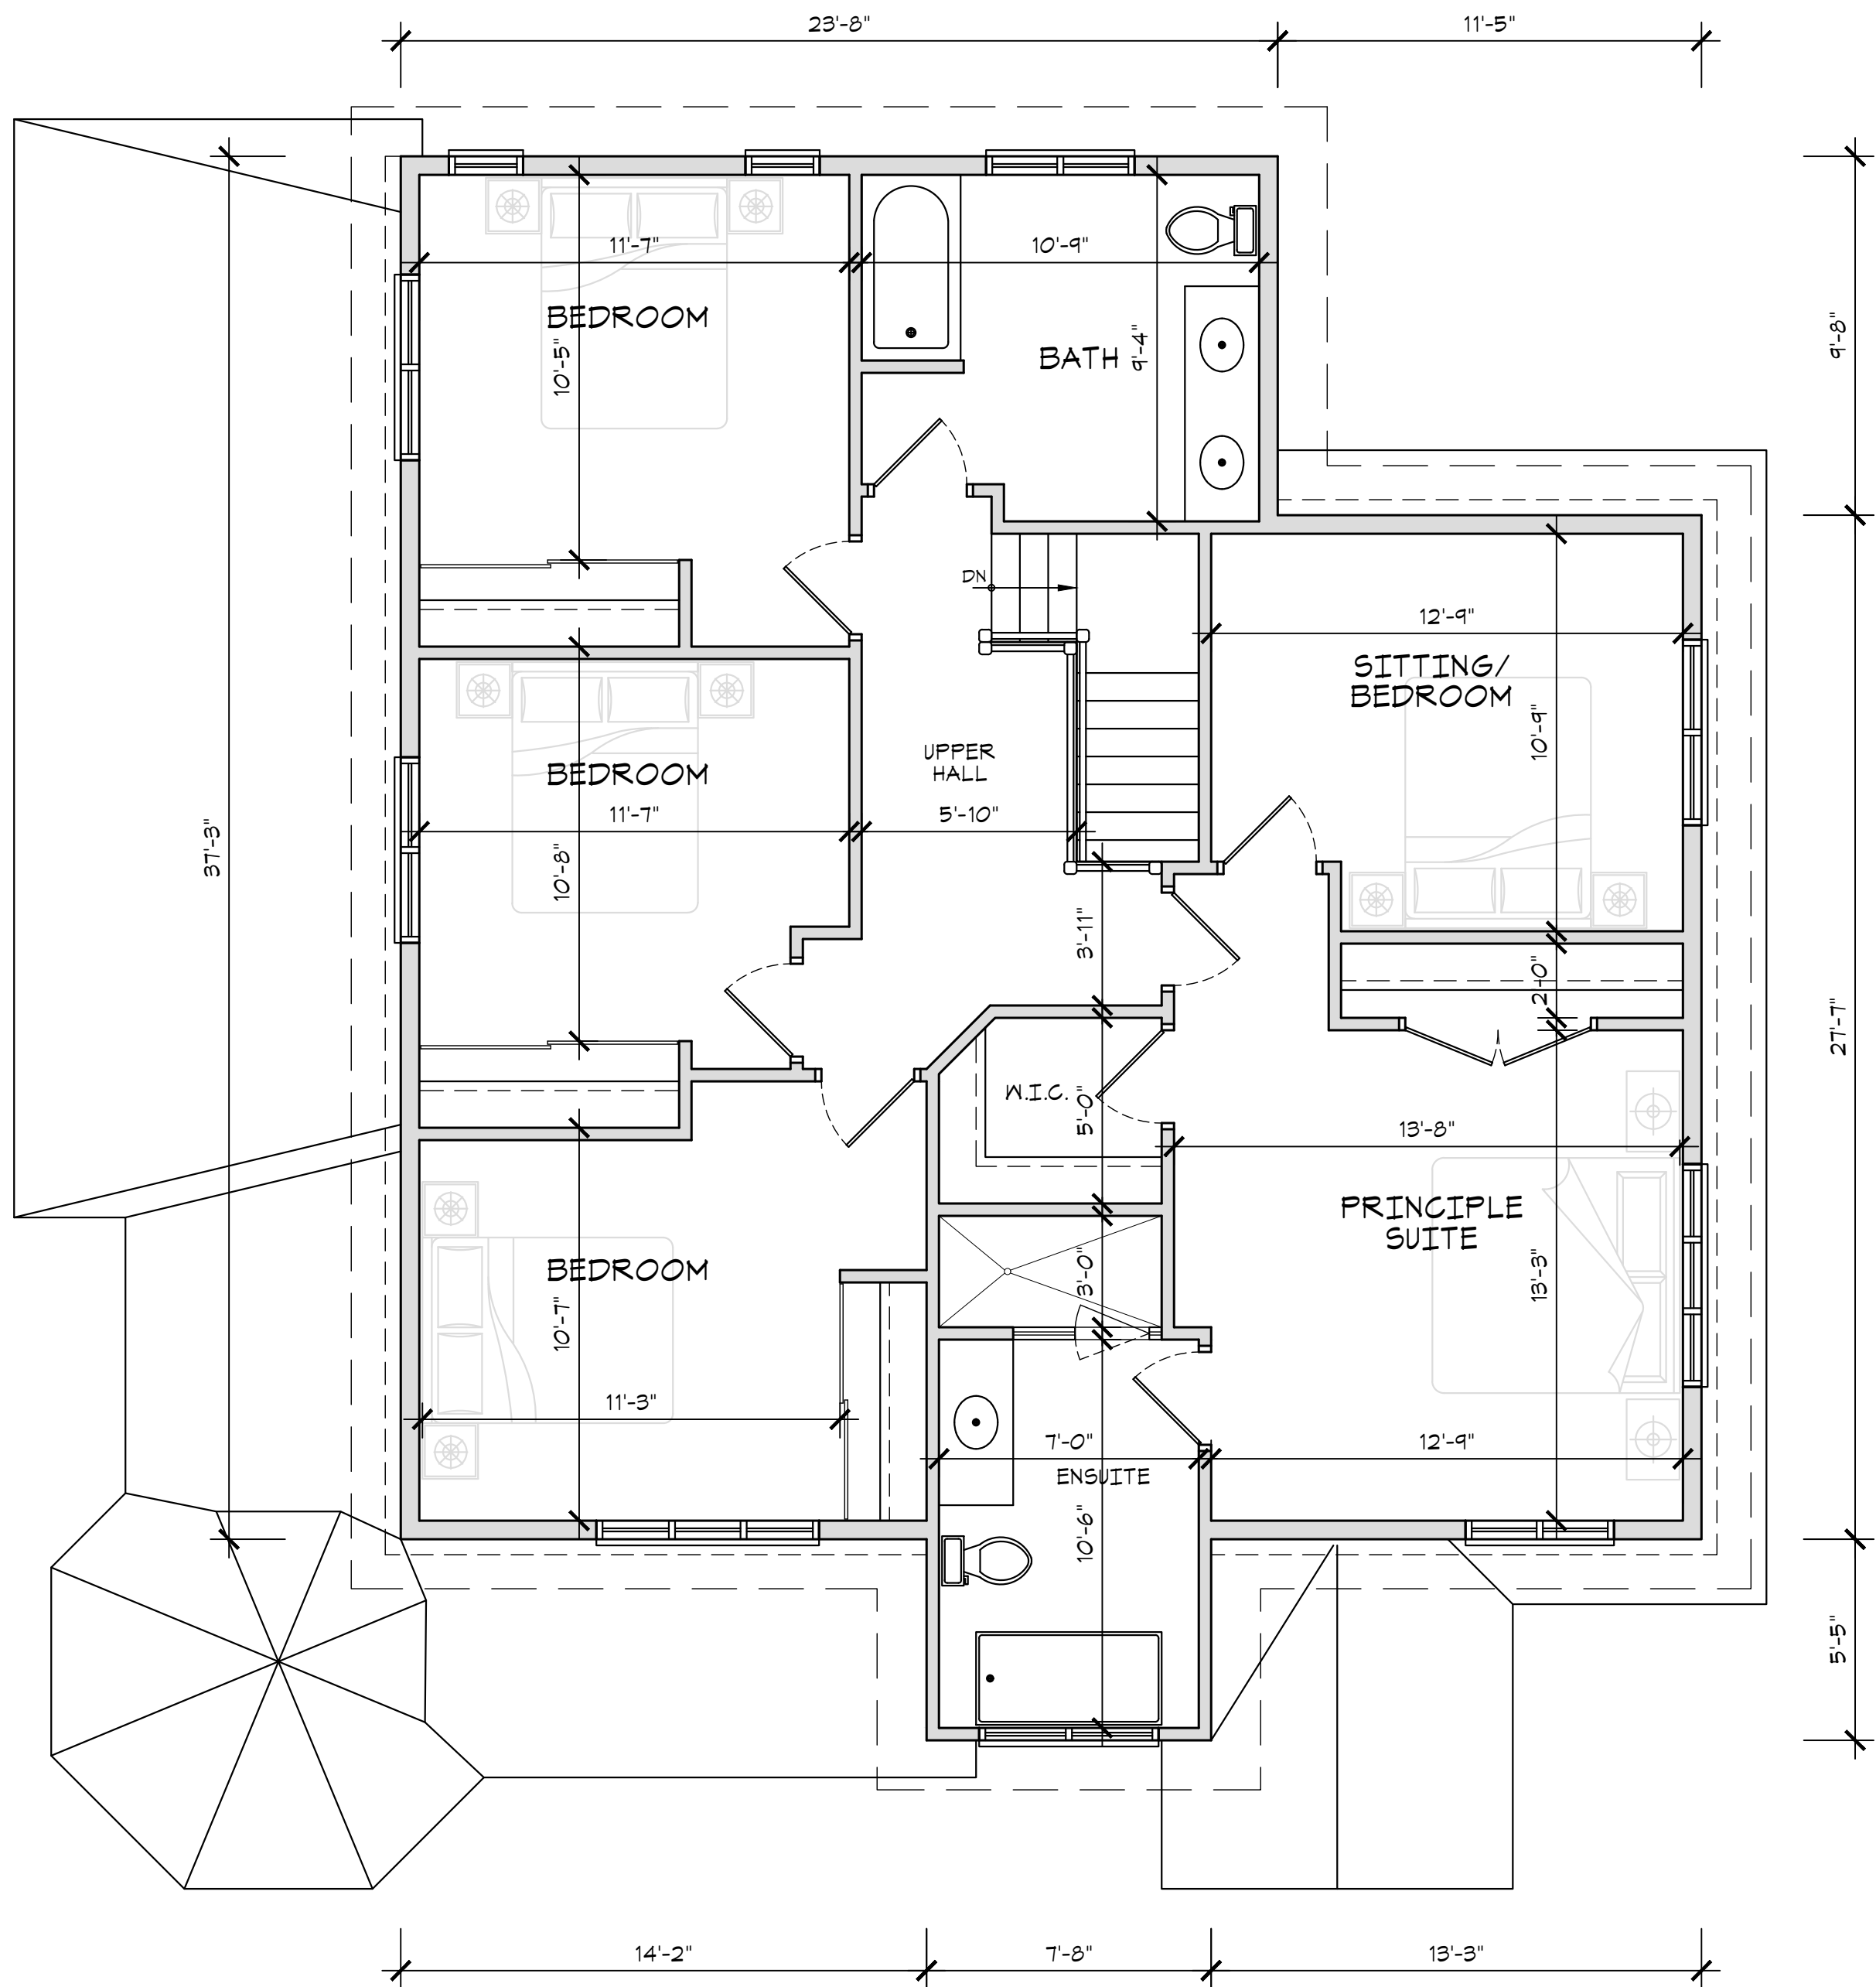 23'-8"
11'-5"
11'-7"
10'-9"
BEDROOM
10'-5"
BATH
9'-4"
9'-8"
DN
12'-9"
SITTING/
BEDROOM
10'-9"
UPPER
HALL
BEDROOM
11'-7"
5'-10"
10'-8"
37'-3"
3'-11"
2'-0"
27'-7"
W.I.C.
5'-0"
13'-8"
PRINCIPLE
SUITE
13'-3"
BEDROOM
10'-7"
3'-0"
11'-3"
7'-0"
12'-9"
ENSUITE
10'-6"
5'-5"
14'-2"
7'-8"
13'-3"